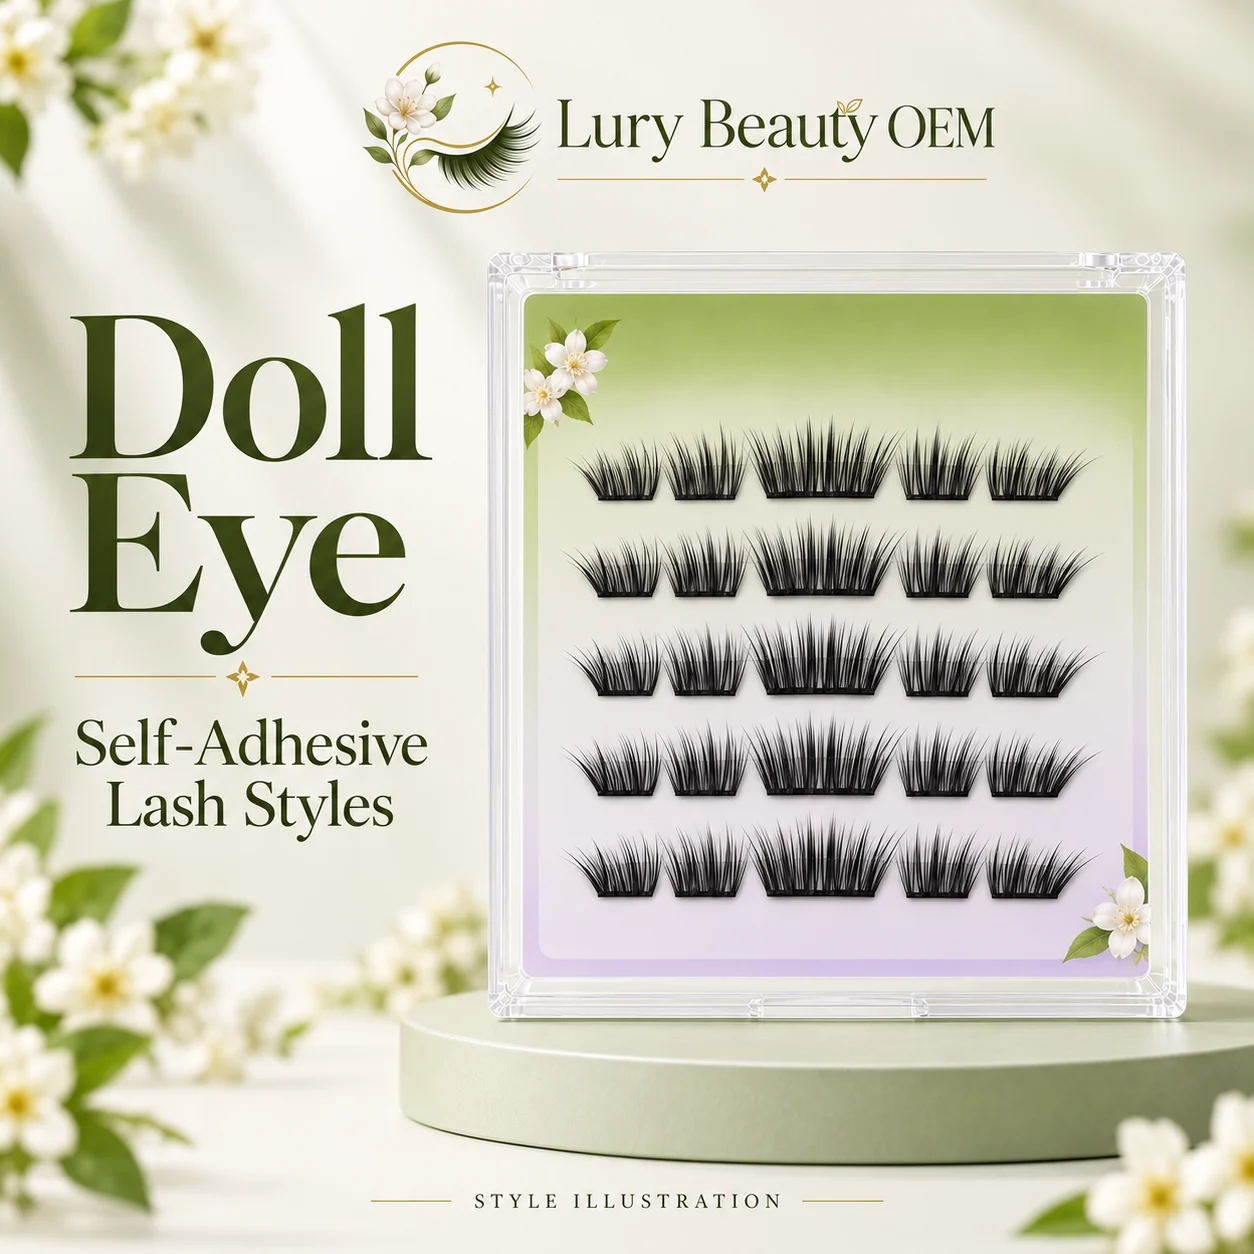 Lury Beauty OEM
Doll
Eye
Self-Adhesive
Lash Styles
STYLE ILLUSTRATION